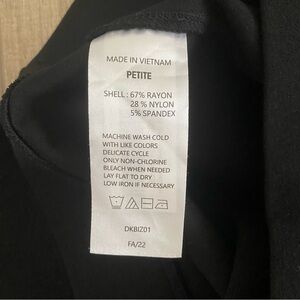 MADE IN VIETNAM
PETITE
SHELL : 67% RAYON
28 % NYLON
5% SPANDEX
MACHINE WASH COLD
WITH LIKE COLORS
DELICATE CYCLE
ONLY NON-CHLORINE
BLEACH WHEN NEEDED
LAY FLAT TO DRY
LOW IRON IF NECESSARY
DKBIZ01
FA/22